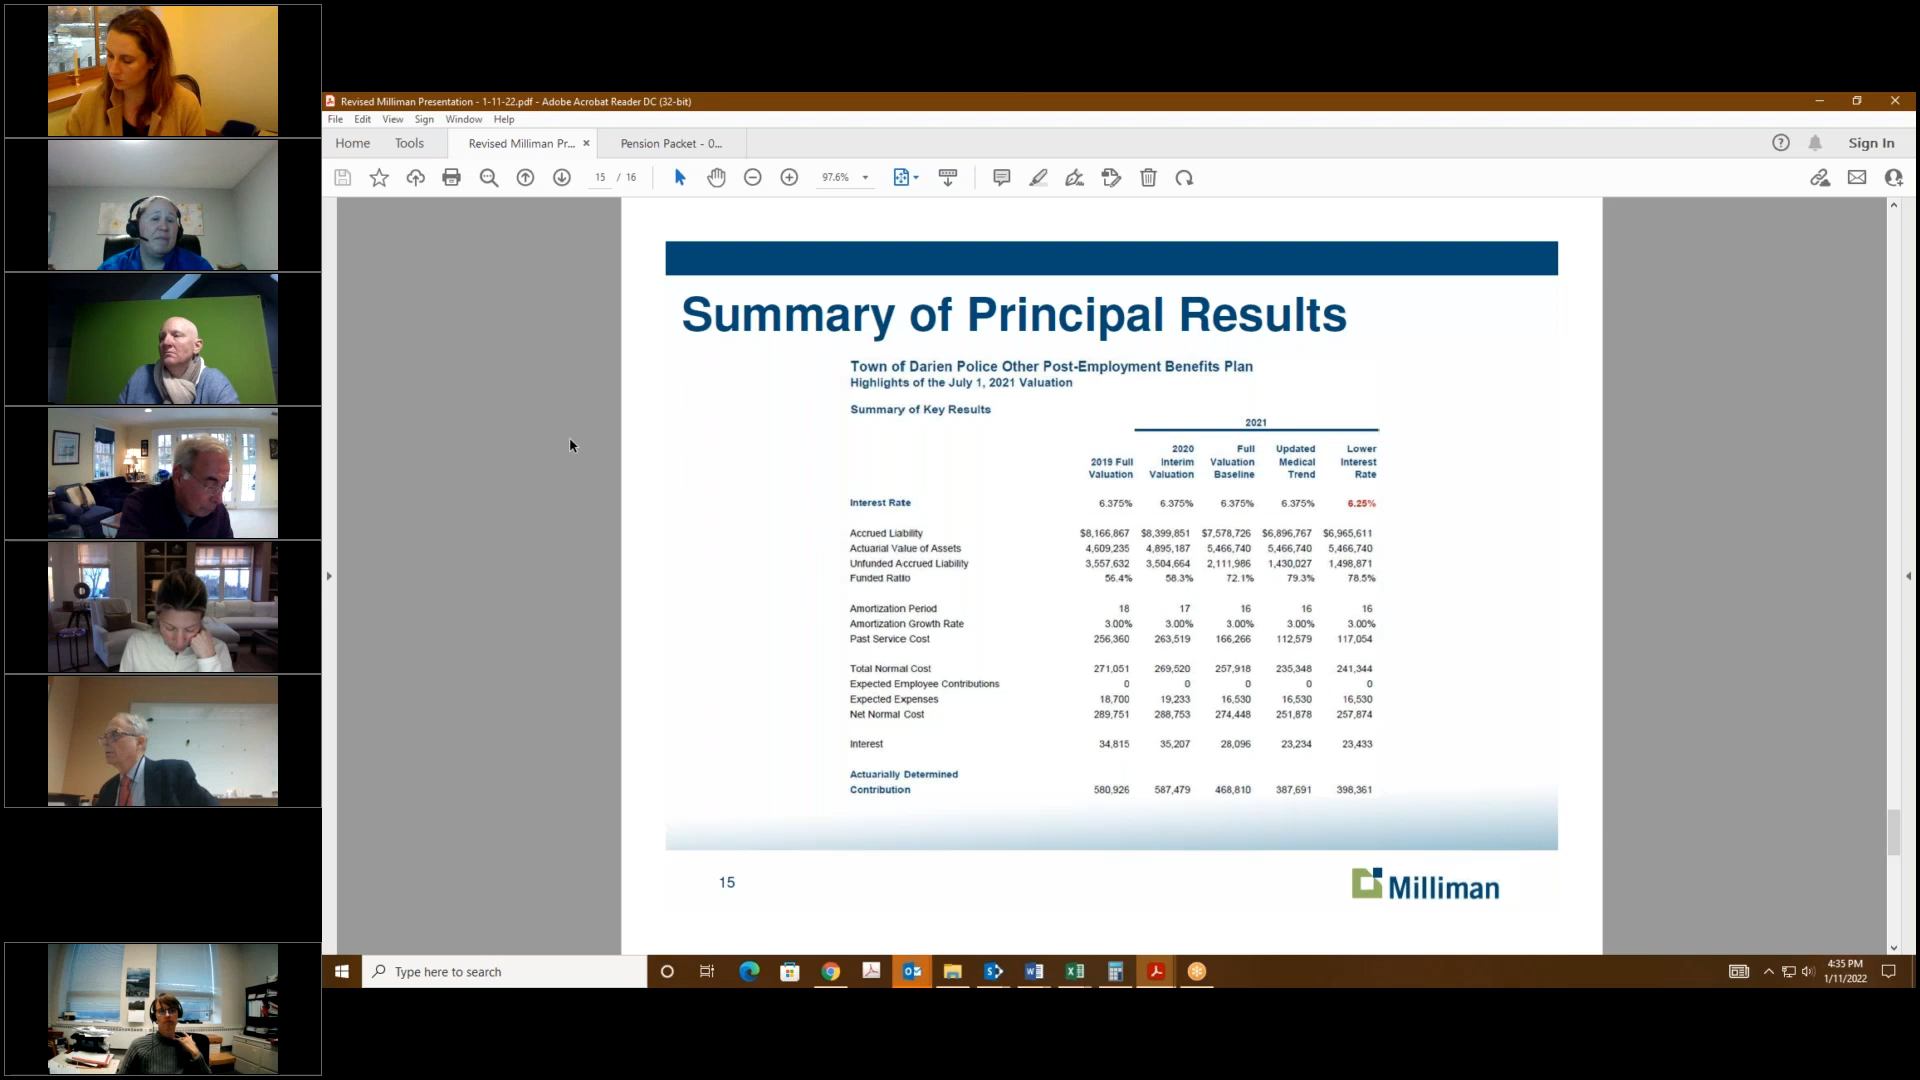 Revised Milliman Presentation - 1-11-22.pdf - Adobe Acrobat Reader DC (32-bit)
File Edit View Sign Window Help
Home Tools Revised Milliman Pr... × Pension Packet - 0... Sign In
15 / 16 97.6%
Summary of Principal Results
Town of Darien Police Other Post-Employment Benefits Plan
Highlights of the July 1, 2021 Valuation
Summary of Key Results
2021
2020 Full Updated Lower
2019 Full Interim Valuation Medical Interest
Valuation Valuation Baseline Trend Rate
Interest Rate 6.375% 6.375% 6.375% 6.375% 6.25%
Accrued Liability $8,166,867 $8,399,851 $7,578,726 $6,896,767 $6,965,611
Actuarial Value of Assets 4,609,235 4,895,187 5,466,740 5,466,740 5,466,740
Unfunded Accrued Liability 3,557,632 3,504,664 2,111,986 1,430,027 1,498,871
Funded Ratio 56.4% 58.3% 72.1% 79.3% 78.5%
Amortization Period 18 17 16 16 16
Amortization Growth Rate 3.00% 3.00% 3.00% 3.00% 3.00%
Past Service Cost 256,360 263,519 166,266 112,579 117,054
Total Normal Cost 271,051 269,520 257,918 235,348 241,344
Expected Employee Contributions 0 0 0 0 0
Expected Expenses 18,700 19,233 16,530 16,530 16,530
Net Normal Cost 289,751 288,753 274,448 251,878 257,874
Interest 34,815 35,207 28,096 23,234 23,433
Actuarially Determined
Contribution 580,926 587,479 468,810 387,691 398,361
15
Milliman
Type here to search
4:35 PM
1/11/2022